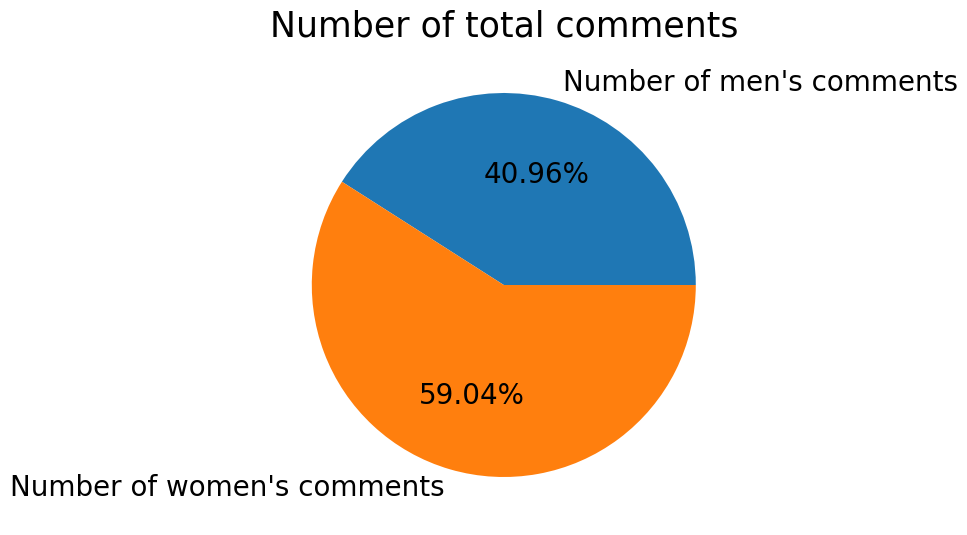 Number of total comments
Number of men's comments
40.96%
59.04%
Number of women's comments